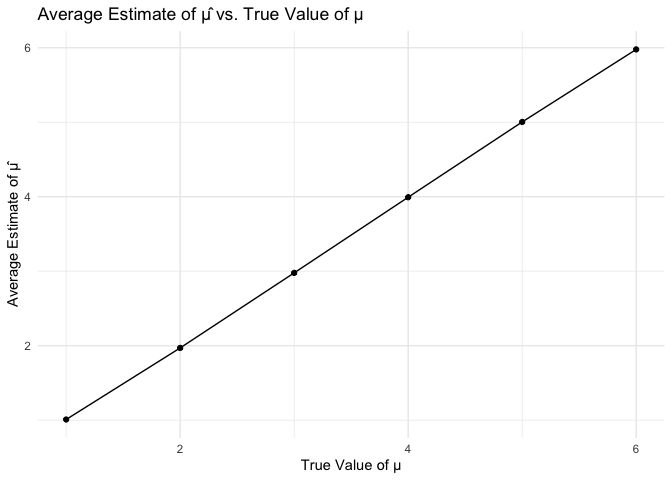 Average Estimate of μ̂ vs. True Value of μ
6
4
2
Average Estimate of μ̂
2 4 6
True Value of μ